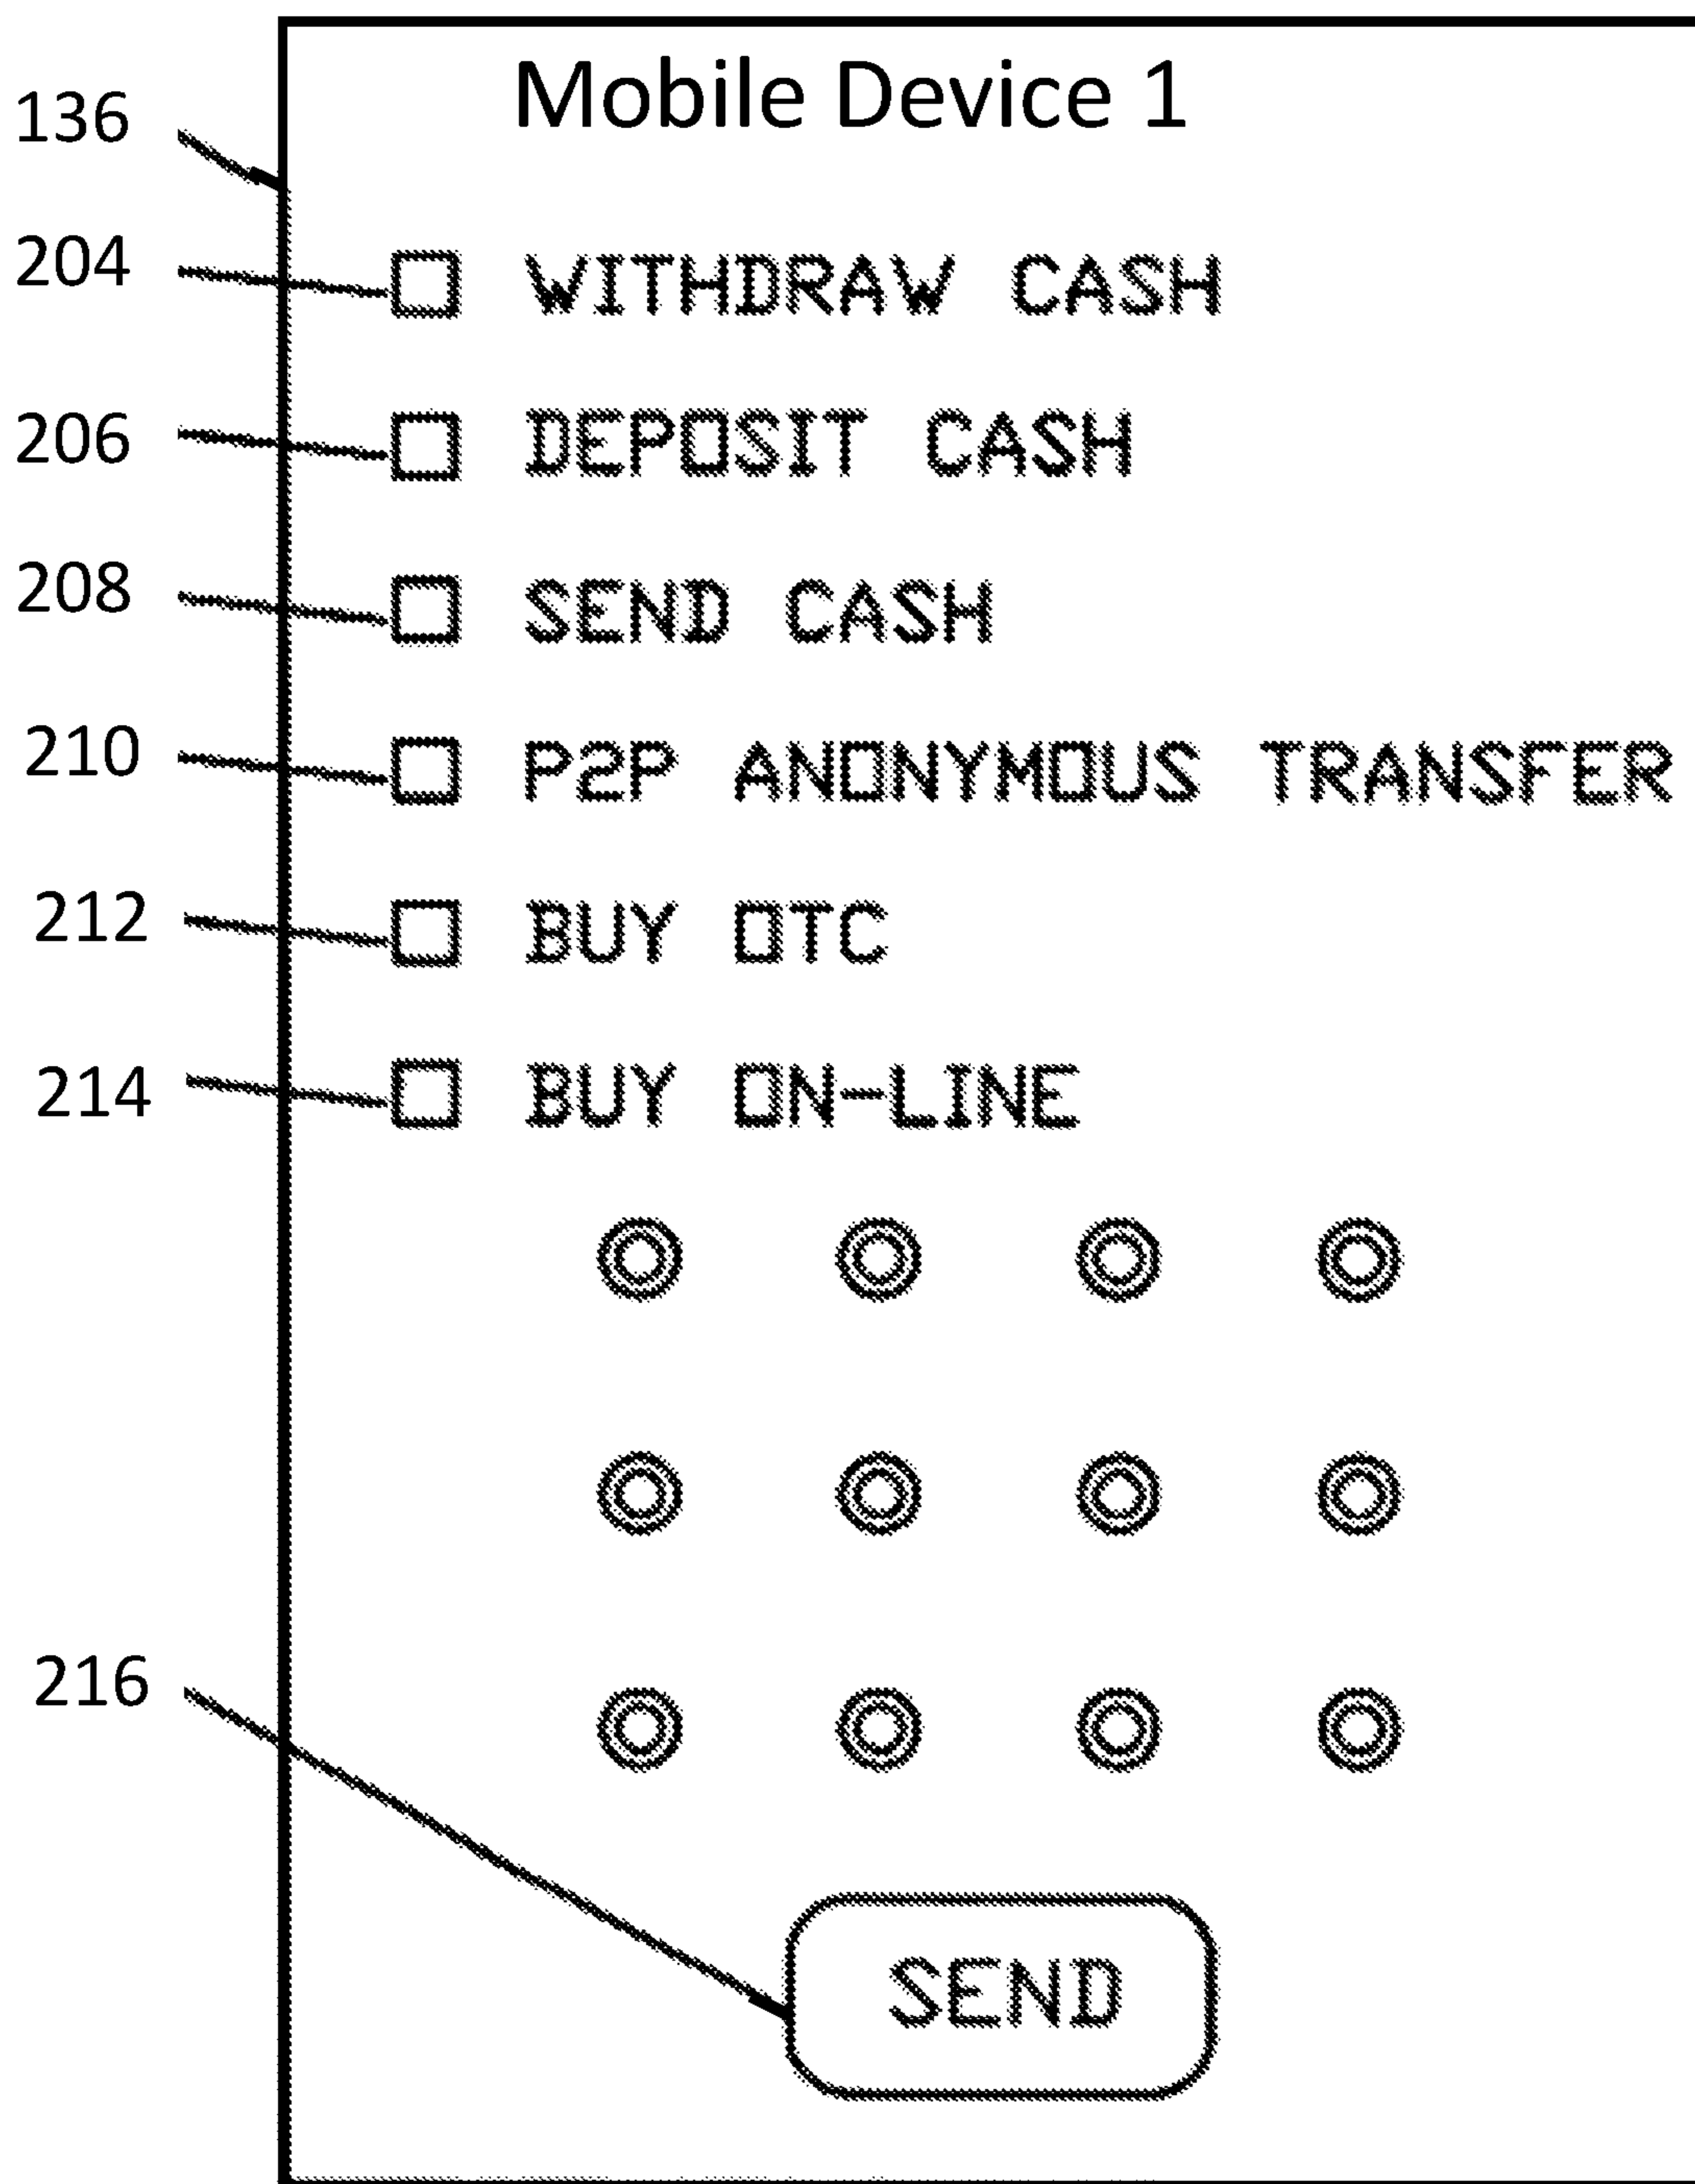 Mobile Device 1
136
204 WITHDRAW CASH
206 DEPOSIT CASH
208 SEND CASH
210 P2P ANONYMOUS TRANSFER
212 BUY OTC
214 BUY ON-LINE
216
SEND